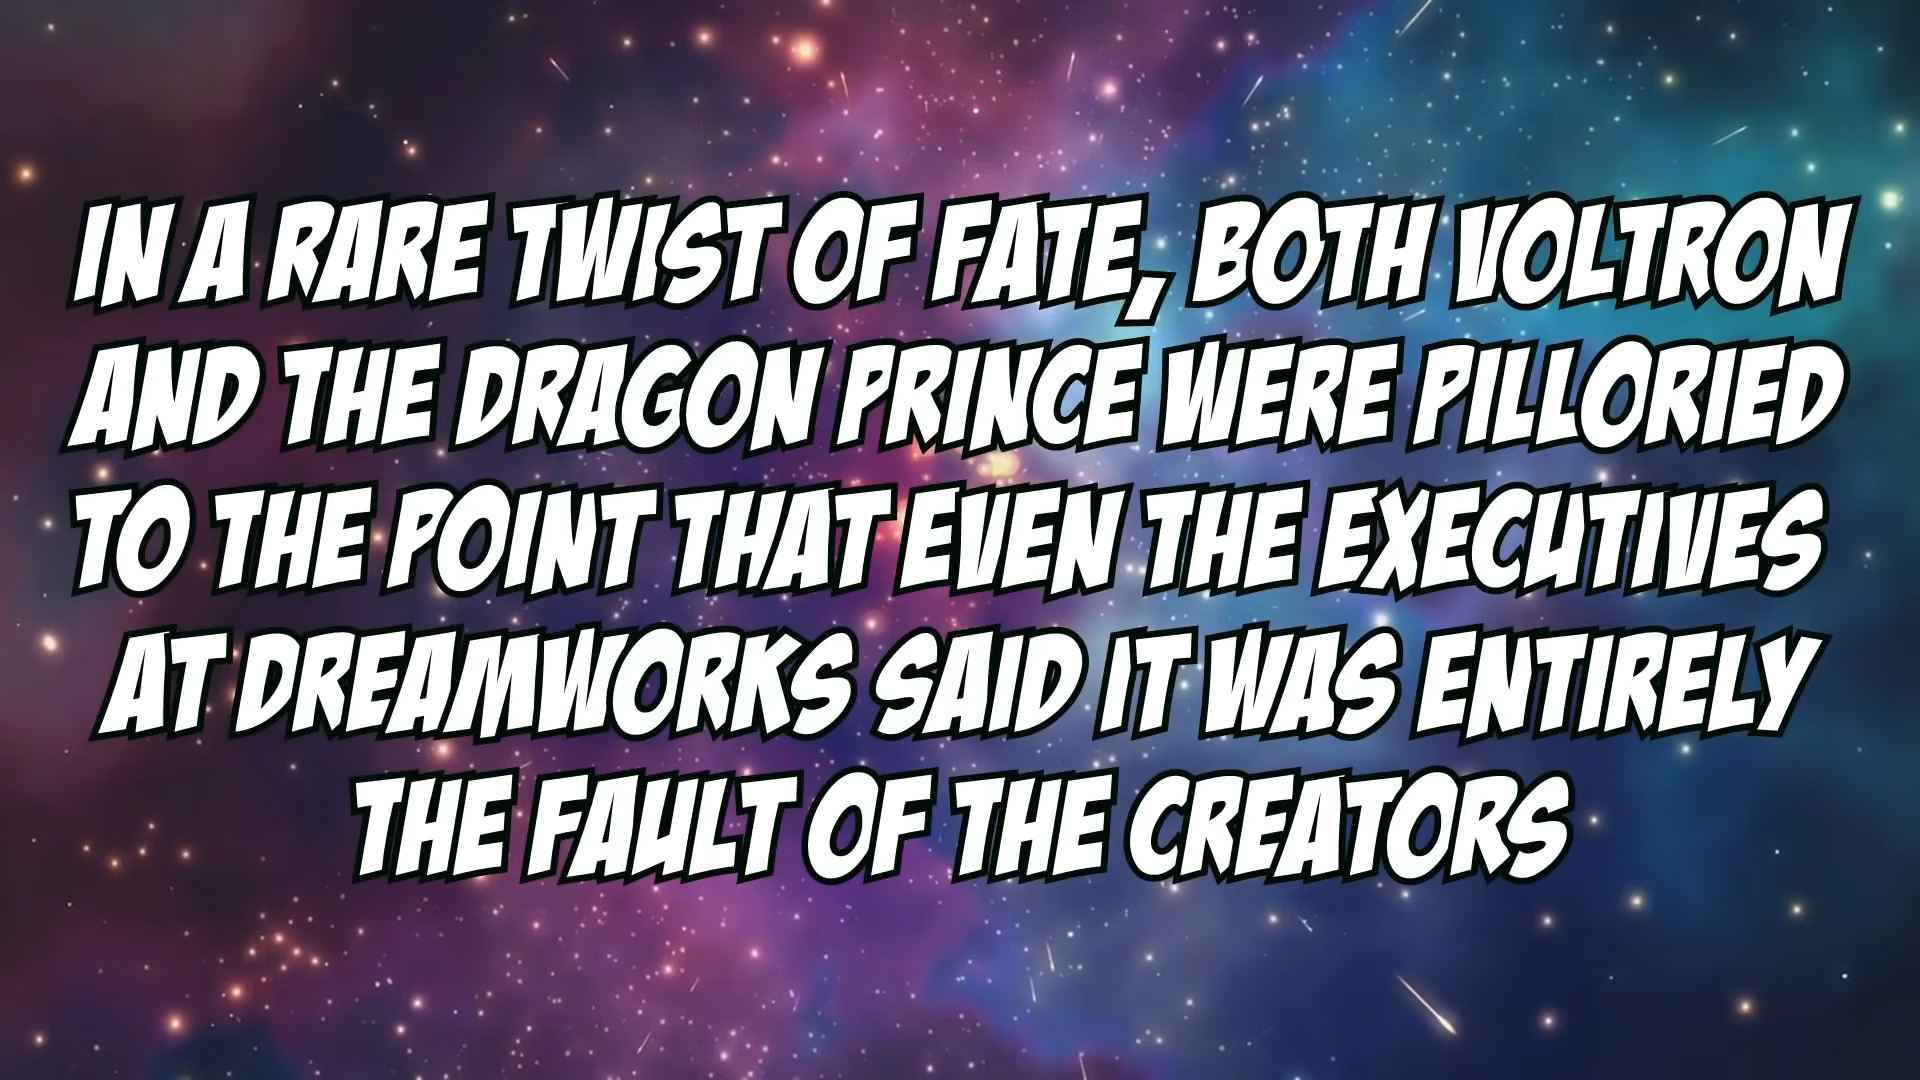 IN A RARE TWIST OF FATE, BOTH VOLTRON
AND THE DRAGON PRINCE WERE PILLORIED
TO THE POINT THAT EVEN THE EXECUTIVES
AT DREAMWORKS SAID IT WAS ENTIRELY
THE FAULT OF THE CREATORS